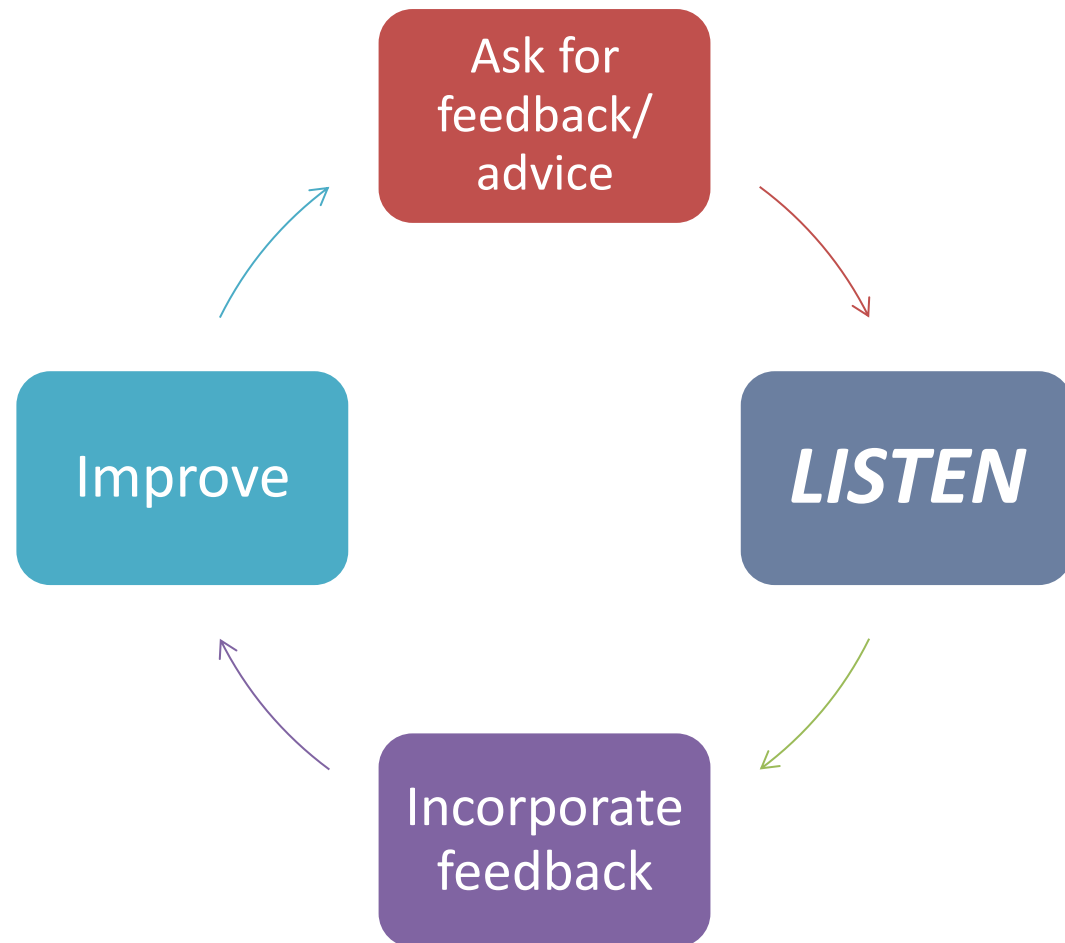 Ask for
feedback/
advice
LISTEN
Incorporate
feedback
Improve